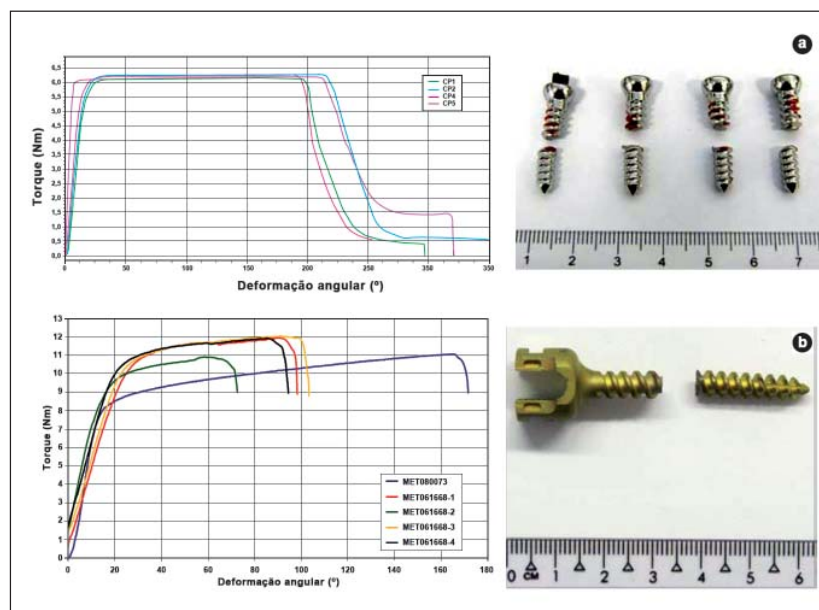 a
6,5
6,0
5,5
5,0
4,5
4,0
3,5
3,0
2,5
2,0
1,5
1,0
0,5
0,0
Torque (Nm)
CP1
CP2
CP4
CP5
0
50
100
150
200
250
350
350
Deformação angular (º)
1 2 3 4 5 6 7
b
13
12
11
10
9
8
7
6
5
4
3
2
1
0
Torque (Nm)
MET080073
MET061668-1
MET061668-2
MET061668-3
MET061668-4
0 20 40 60 80 100 120 140 160 180
Deformação angular (º)
0 CM 1 2 3 4 5 6